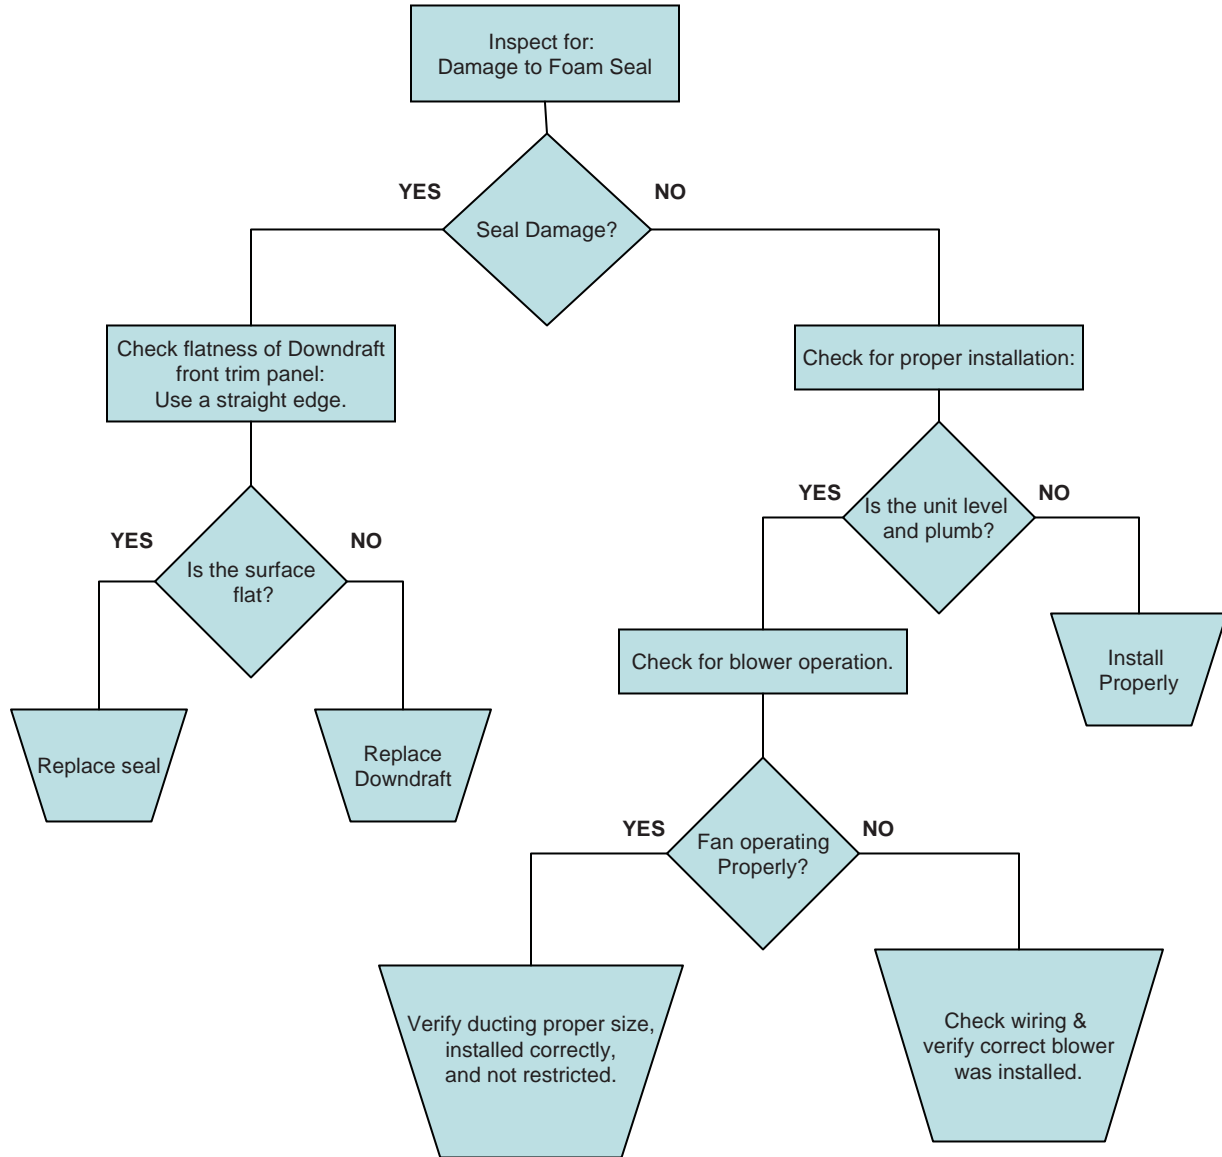 Inspect for:
Damage to Foam Seal
YES
NO
Seal Damage?
Check flatness of Downdraft
front trim panel:
Use a straight edge.
Check for proper installation:
YES
NO
Is the surface
flat?
YES
NO
Is the unit level
and plumb?
Replace seal
Replace
Downdraft
Check for blower operation.
Install
Properly
YES
NO
Fan operating
Properly?
Verify ducting proper size,
installed correctly,
and not restricted.
Check wiring &
verify correct blower
was installed.